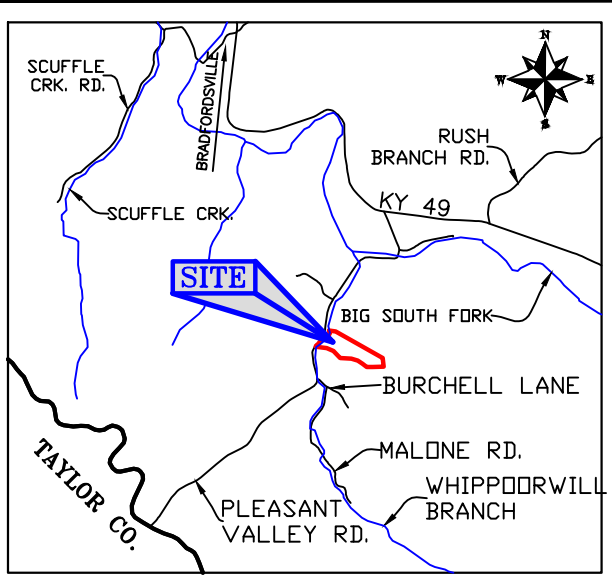 N
W E
S
SCUFFLE
CRK. RD.
BRADFORDSVILLE
RUSH
BRANCH RD.
KY 49
SCUFFLE CRK.
SITE
BIG SOUTH FORK
BURCHELL LANE
MALONE RD.
WHIPPOORWILL
BRANCH
PLEASANT
VALLEY RD.
TAYLOR CO.